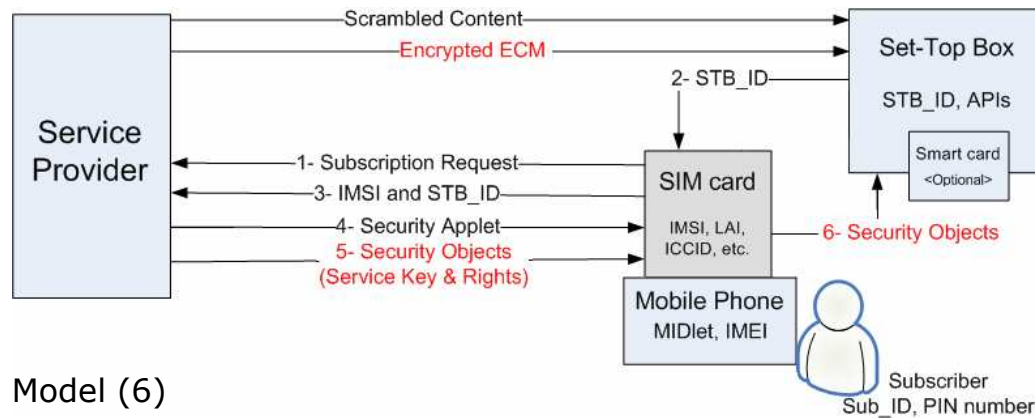 Scrambled Content
Encrypted ECM
Set-Top Box
STB_ID, APIs
Smart card
<Optional>
2- STB_ID
Service
Provider
1- Subscription Request
3- IMSI and STB_ID
4- Security Applet
5- Security Objects
(Service Key & Rights)
SIM card
IMSI, LAI,
ICCID, etc.
6- Security Objects
Mobile Phone
MIDlet, IMEI
Subscriber
Sub_ID, PIN number
Model (6)